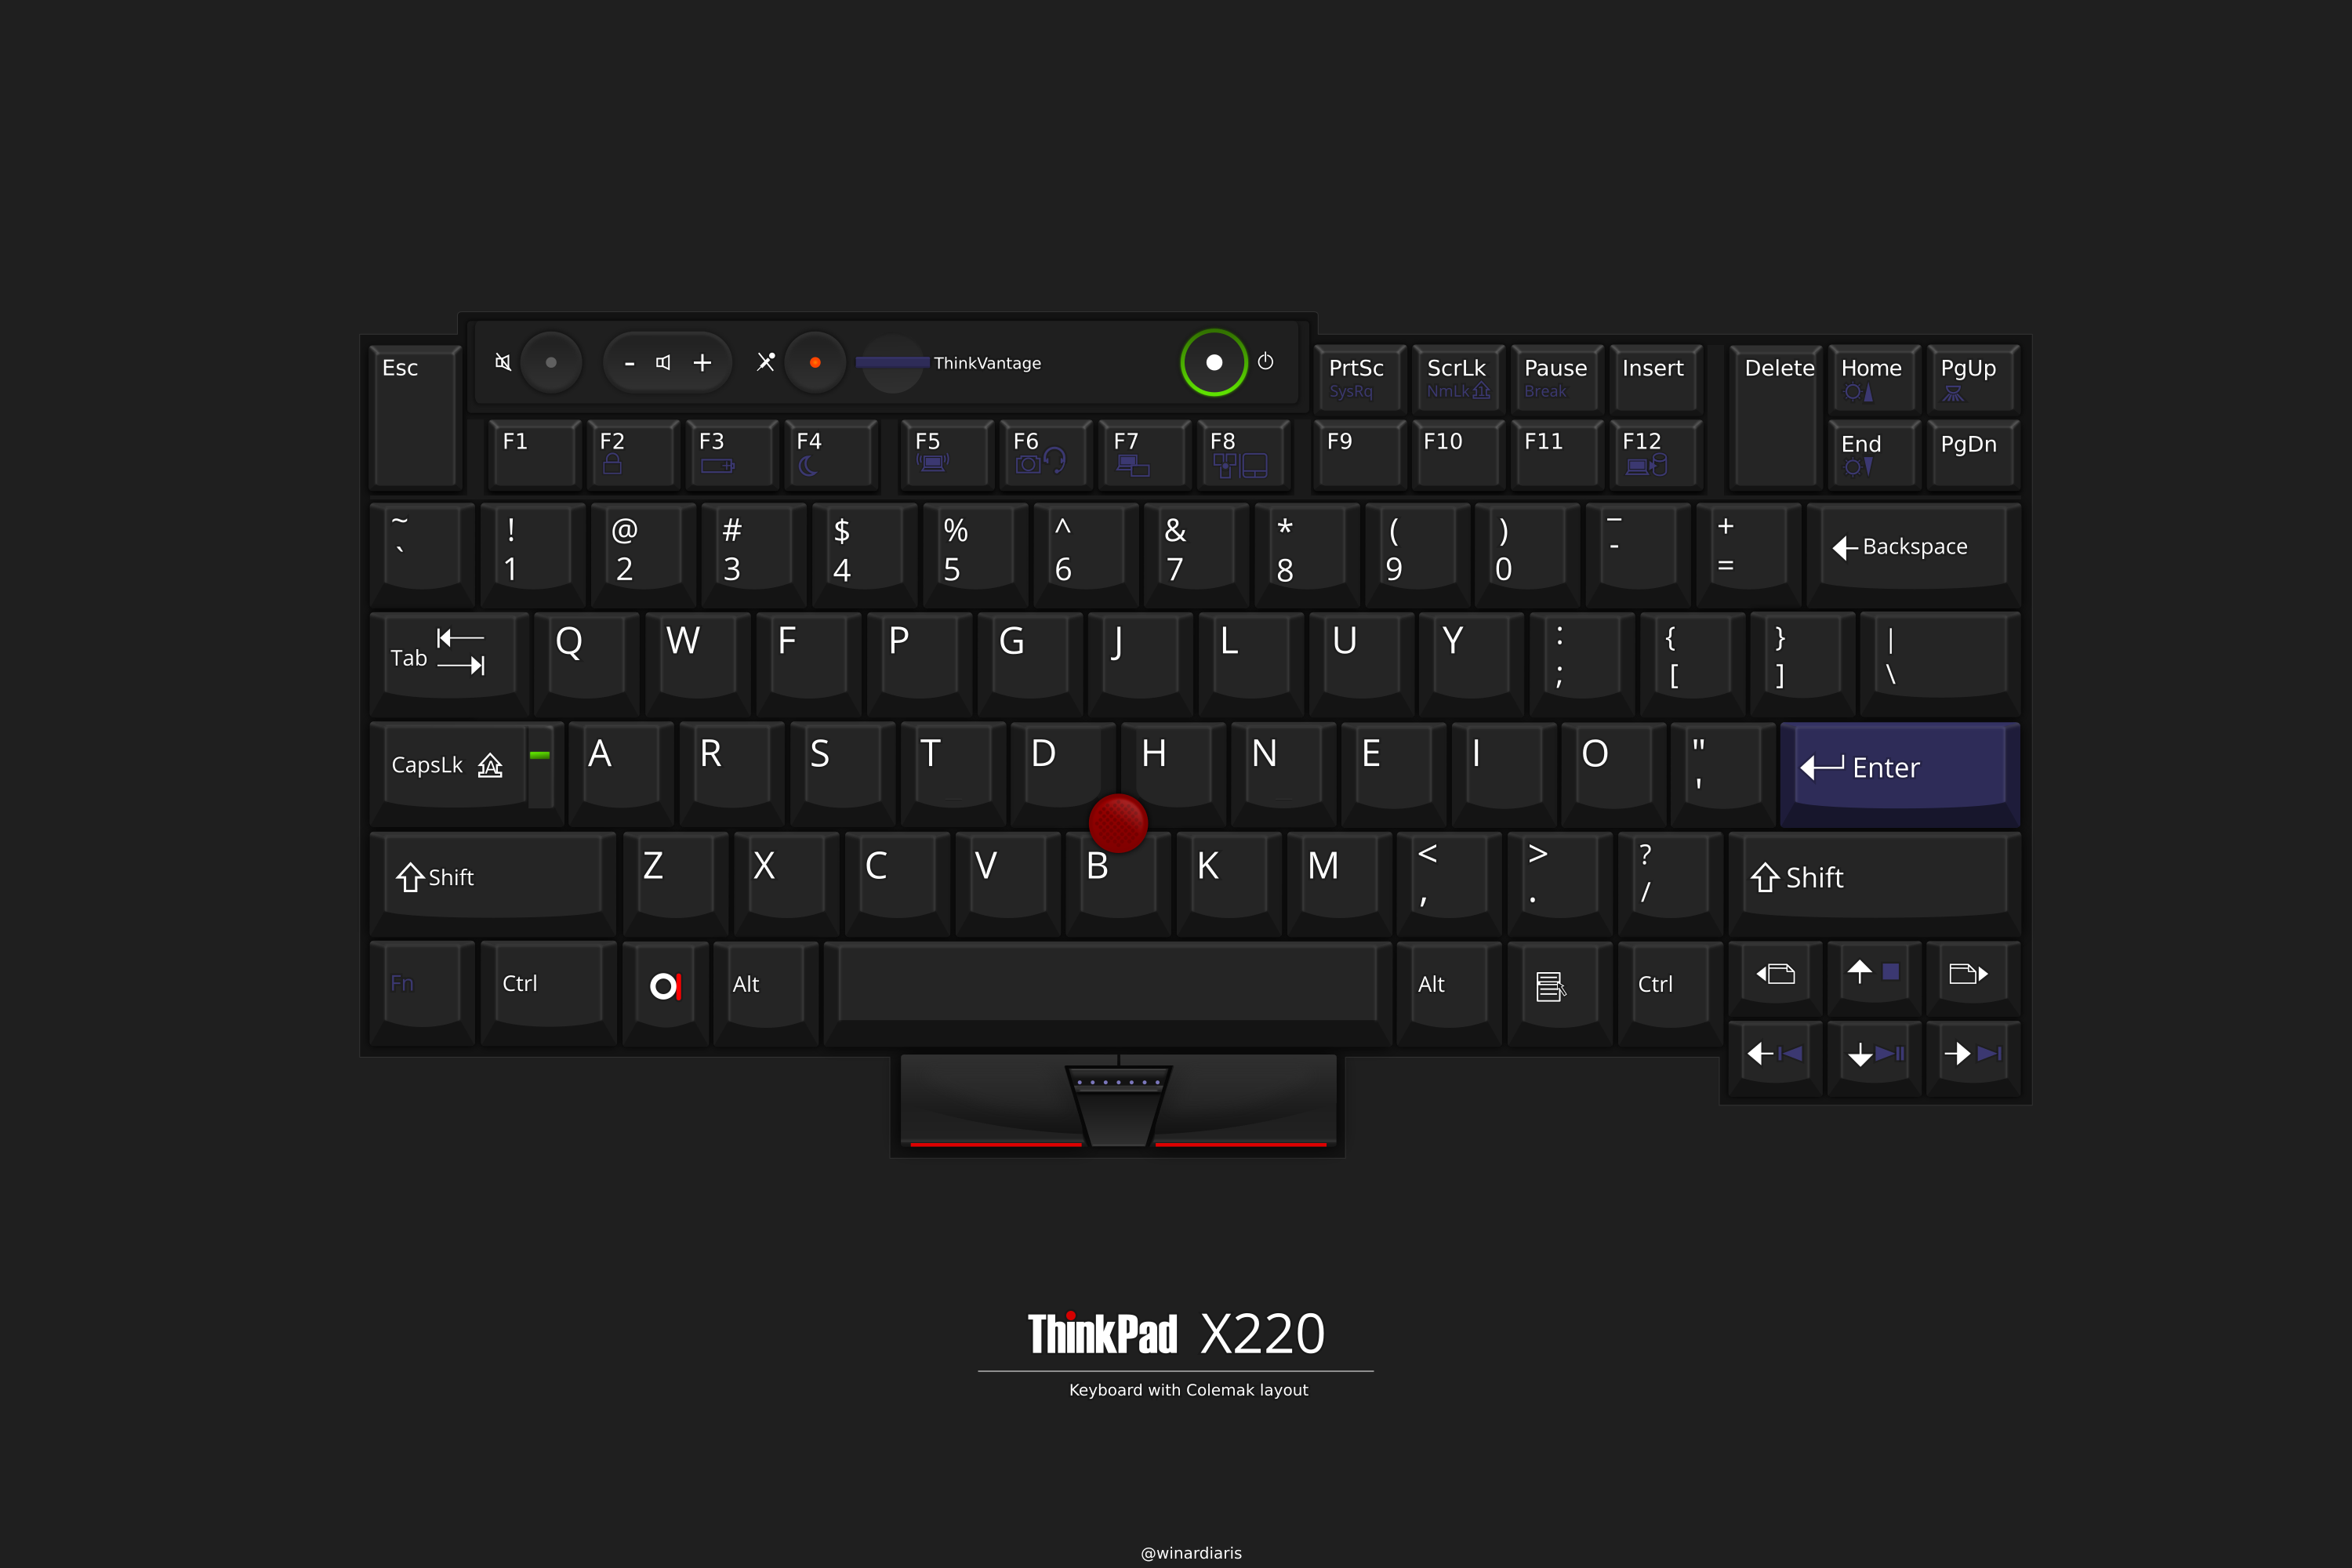 Esc - + ThinkVantage PrtSc ScrLk Pause Insert Delete Home PgUp
SysRq NmLk Break
F1 F2 F3 F4 F5 F6 F7 F8 F9 F10 F11 F12 End PgDn
~ ! @ # $ % ^ & * ( ) _ +
` 1 2 3 4 5 6 7 8 9 0 - = Backspace
Tab Q W F P G J L U Y : { } |
; [ ] \
CapsLk A A R S T D H N E I O " Enter
'
Shift Z X C V B K M < > ? Shift
, . /
Fn Ctrl Alt Alt Ctrl
ThinkPad X220
Keyboard with Colemak layout
@winardiaris